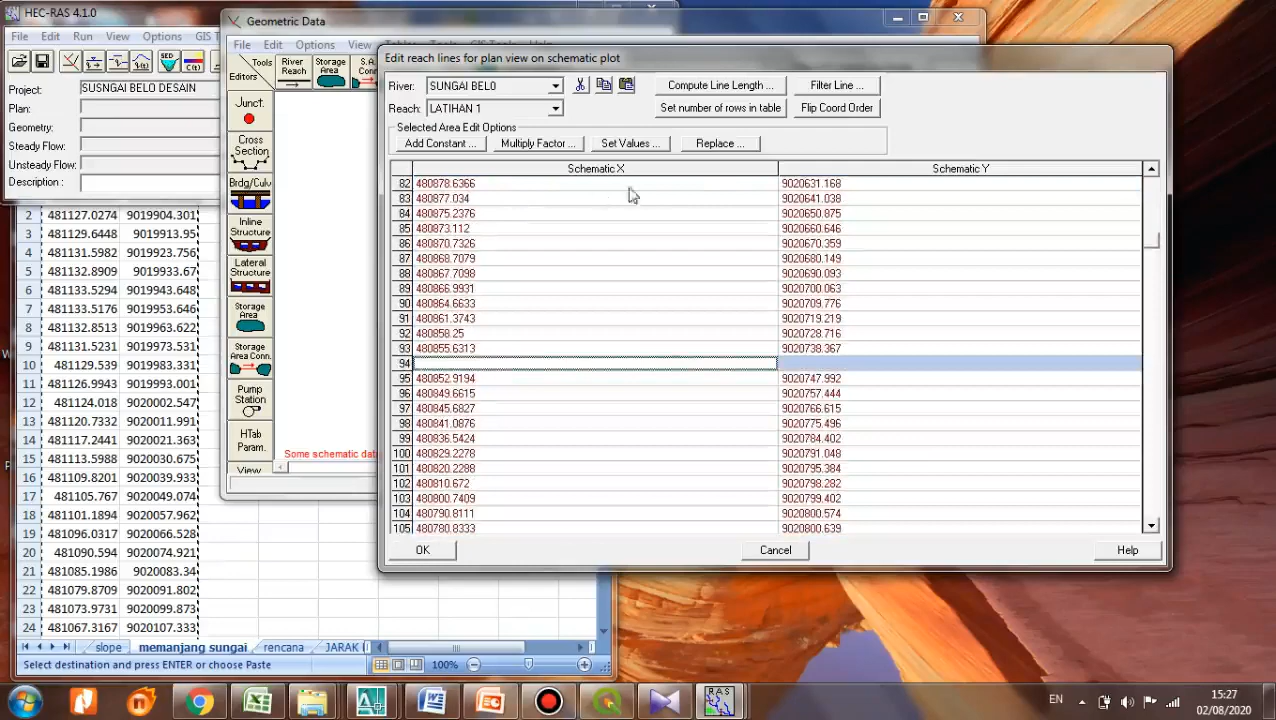 HEC-RAS 4.1.0
File Edit Run View Options GIS T
Project: SUSNGAI BELO DESAIN
Plan:
Geometry:
Steady Flow:
Unsteady Flow:
Description :
Geometric Data
File Edit Options View
Tools
Editors
River
Reach
Storage
Area
S.A.
Conn
Junct.
Cross
Section
Brdg/Culv
Inline
Structure
Lateral
Structure
Storage
Area
Storage
Area Conn.
Pump
Station
HTab
Param.
View
Some schematic dat
Edit reach lines for plan view on schematic plot
River: SUNGAI BELO
Reach: LATIHAN 1
Compute Line Length ... Filter Line ...
Set number of rows in table Flip Coord Order
Selected Area Edit Options
Add Constant ... Multiply Factor ... Set Values ... Replace ...
Schematic X Schematic Y
82 480878.6366 9020631.168
83 480877.034 9020641.038
84 480875.2376 9020650.875
85 480873.112 9020660.646
86 480870.7326 9020670.359
87 480868.7079 9020680.149
88 480867.7098 9020690.093
89 480866.9931 9020700.063
90 480864.6633 9020709.776
91 480861.3743 9020719.219
92 480858.25 9020728.716
93 480855.6313 9020738.367
94
95 480852.9194 9020747.992
96 480849.6615 9020757.444
97 480845.6827 9020766.615
98 480841.0876 9020775.496
99 480836.5424 9020784.402
100 480829.2278 9020791.048
101 480820.2288 9020795.384
102 480810.672 9020798.282
103 480800.7409 9020799.402
104 480790.8111 9020800.574
105 480780.8333 9020800.639
OK Cancel Help
2 481127.0274 9019904.301
3 481129.6448 9019913.95
4 481131.5982 9019923.756
5 481132.8909 9019933.67
6 481133.5294 9019943.648
7 481133.5176 9019953.646
8 481132.8513 9019963.622
9 481131.5231 9019973.531
10 481129.539 9019983.331
11 481126.9943 9019993.001
12 481124.018 9020002.547
13 481120.7332 9020011.991
14 481117.2441 9020021.363
15 481113.5988 9020030.675
16 481109.8201 9020039.933
17 481105.767 9020049.074
18 481101.1894 9020057.962
19 481096.0317 9020066.528
20 481090.594 9020074.921
21 481085.1986 9020083.34
22 481079.8709 9020091.802
23 481073.9731 9020099.873
24 481067.3167 9020107.333
slope memanjang sungai rencana JARAK
Select destination and press ENTER or choose Paste 100%
EN 15:27
02/08/2020